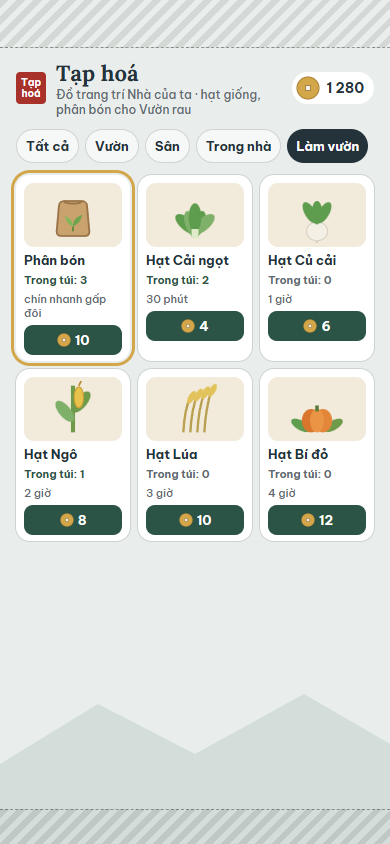 Tạp
hoá
Tạp hoá
Đồ trang trí Nhà của ta · hạt giống,
phân bón cho Vườn rau
1 280
Tất cả
Vườn
Sân
Trong nhà
Làm vườn
Phân bón
Trong túi: 3
chín nhanh gấp
đôi
10
Hạt Cải ngọt
Trong túi: 2
30 phút
4
Hạt Củ cải
Trong túi: 0
1 giờ
6
Hạt Ngô
Trong túi: 1
2 giờ
8
Hạt Lúa
Trong túi: 0
3 giờ
10
Hạt Bí đỏ
Trong túi: 0
4 giờ
12